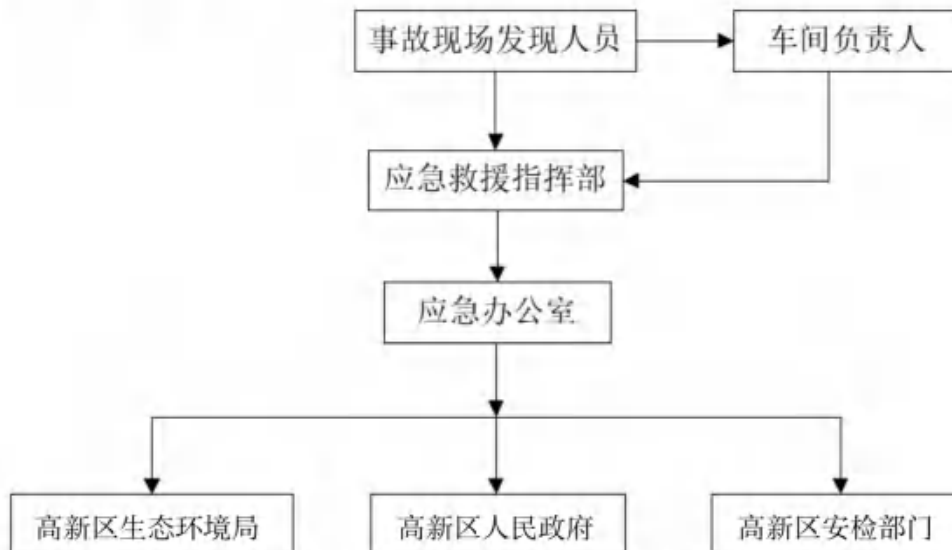 事故现场发现人员
车间负责人
应急救援指挥部
应急办公室
高新区生态环境局
高新区人民政府
高新区安检部门